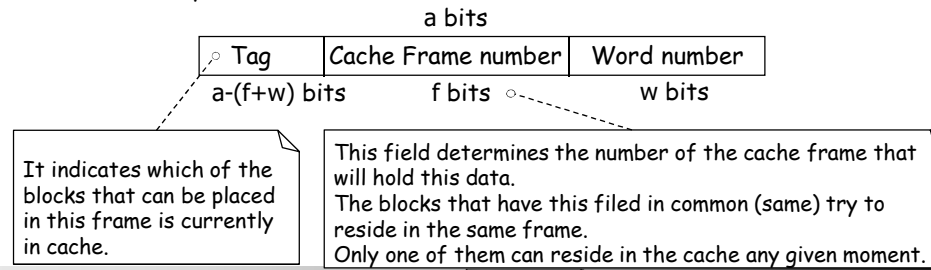 a bits
Tag Cache Frame number Word number
a-(f+w) bits f bits w bits
It indicates which of the
blocks that can be placed
in this frame is currently
in cache.
This field determines the number of the cache frame that
will hold this data.
The blocks that have this filed in common (same) try to
reside in the same frame.
Only one of them can reside in the cache any given moment.